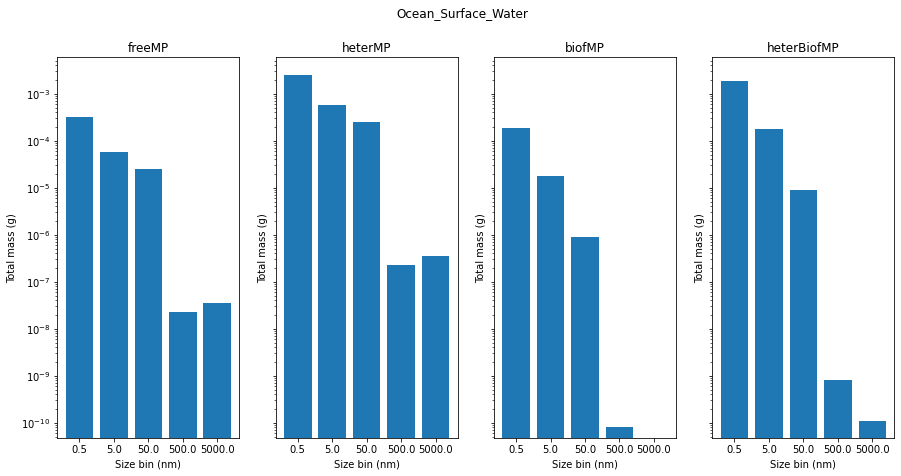 Ocean_Surface_Water
freeMP
heterMP
biofMP
heterBiofMP
Total mass (g)
10⁻³
10⁻⁴
10⁻⁵
10⁻⁶
10⁻⁷
10⁻⁸
10⁻⁹
10⁻¹⁰
0.5 5.0 50.0 500.0 5000.0
Size bin (nm)
Total mass (g)
0.5 5.0 50.0 500.0 5000.0
Size bin (nm)
Total mass (g)
0.5 5.0 50.0 500.0 5000.0
Size bin (nm)
Total mass (g)
0.5 5.0 50.0 500.0 5000.0
Size bin (nm)